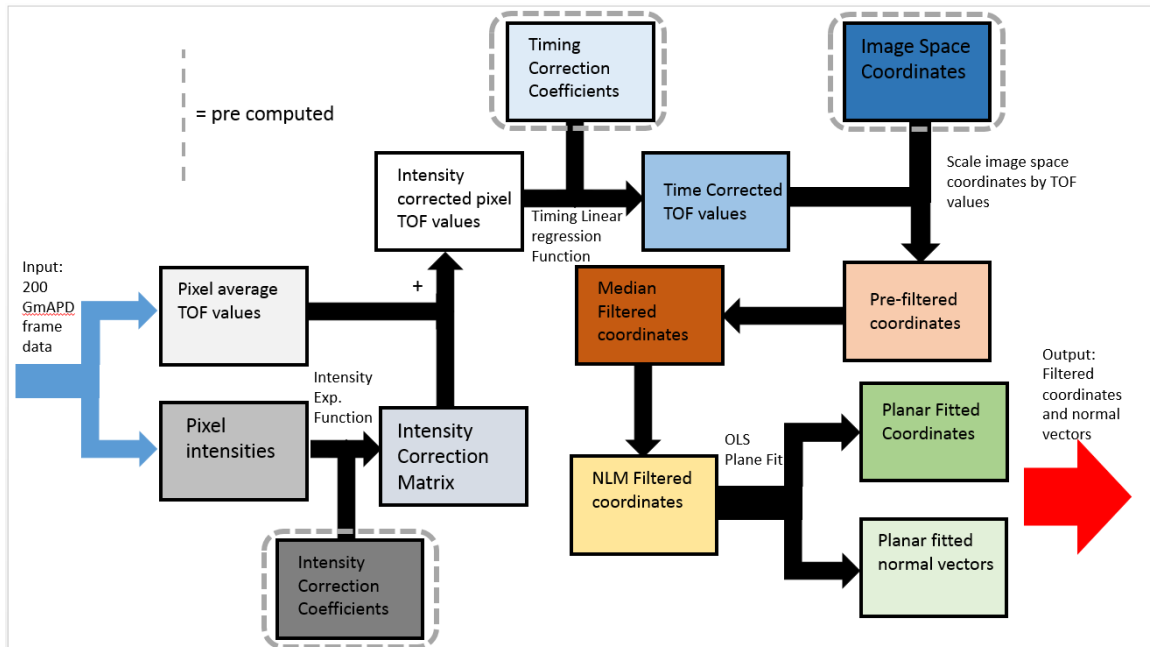 = pre computed
Timing
Correction
Coefficients
Image Space
Coordinates
Intensity
corrected pixel
TOF values
Timing Linear
regression
Function
Time Corrected
TOF values
Scale image space
coordinates by TOF
values
Input:
200
GmAPD
frame
data
Pixel average
TOF values
+
Median
Filtered
coordinates
Pre-filtered
coordinates
Pixel
intensities
Intensity
Exp.
Function
Intensity
Correction
Matrix
Intensity
Correction
Coefficients
NLM Filtered
coordinates
OLS
Plane Fit
Planar Fitted
Coordinates
Planar fitted
normal vectors
Output:
Filtered
coordinates
and normal
vectors